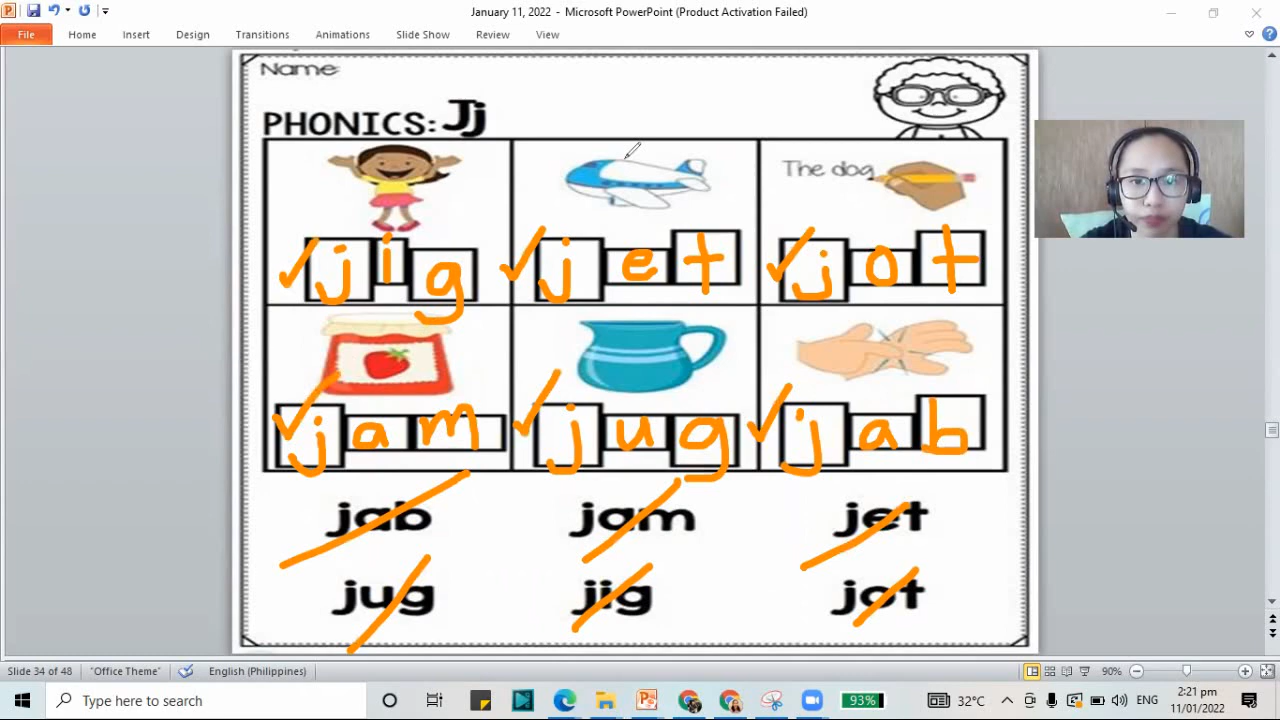 January 11, 2022 - Microsoft PowerPoint (Product Activation Failed)
File Home Insert Design Transitions Animations Slide Show Review View
Name:
PHONICS: Jj
The dog
jig jet jot
jam jug jab
jab jam jet
jug jig jot
Slide 34 of 48 "Office Theme" English (Philippines) 90%
Type here to search 93% 32°C ENG 2:21 pm
11/01/2022